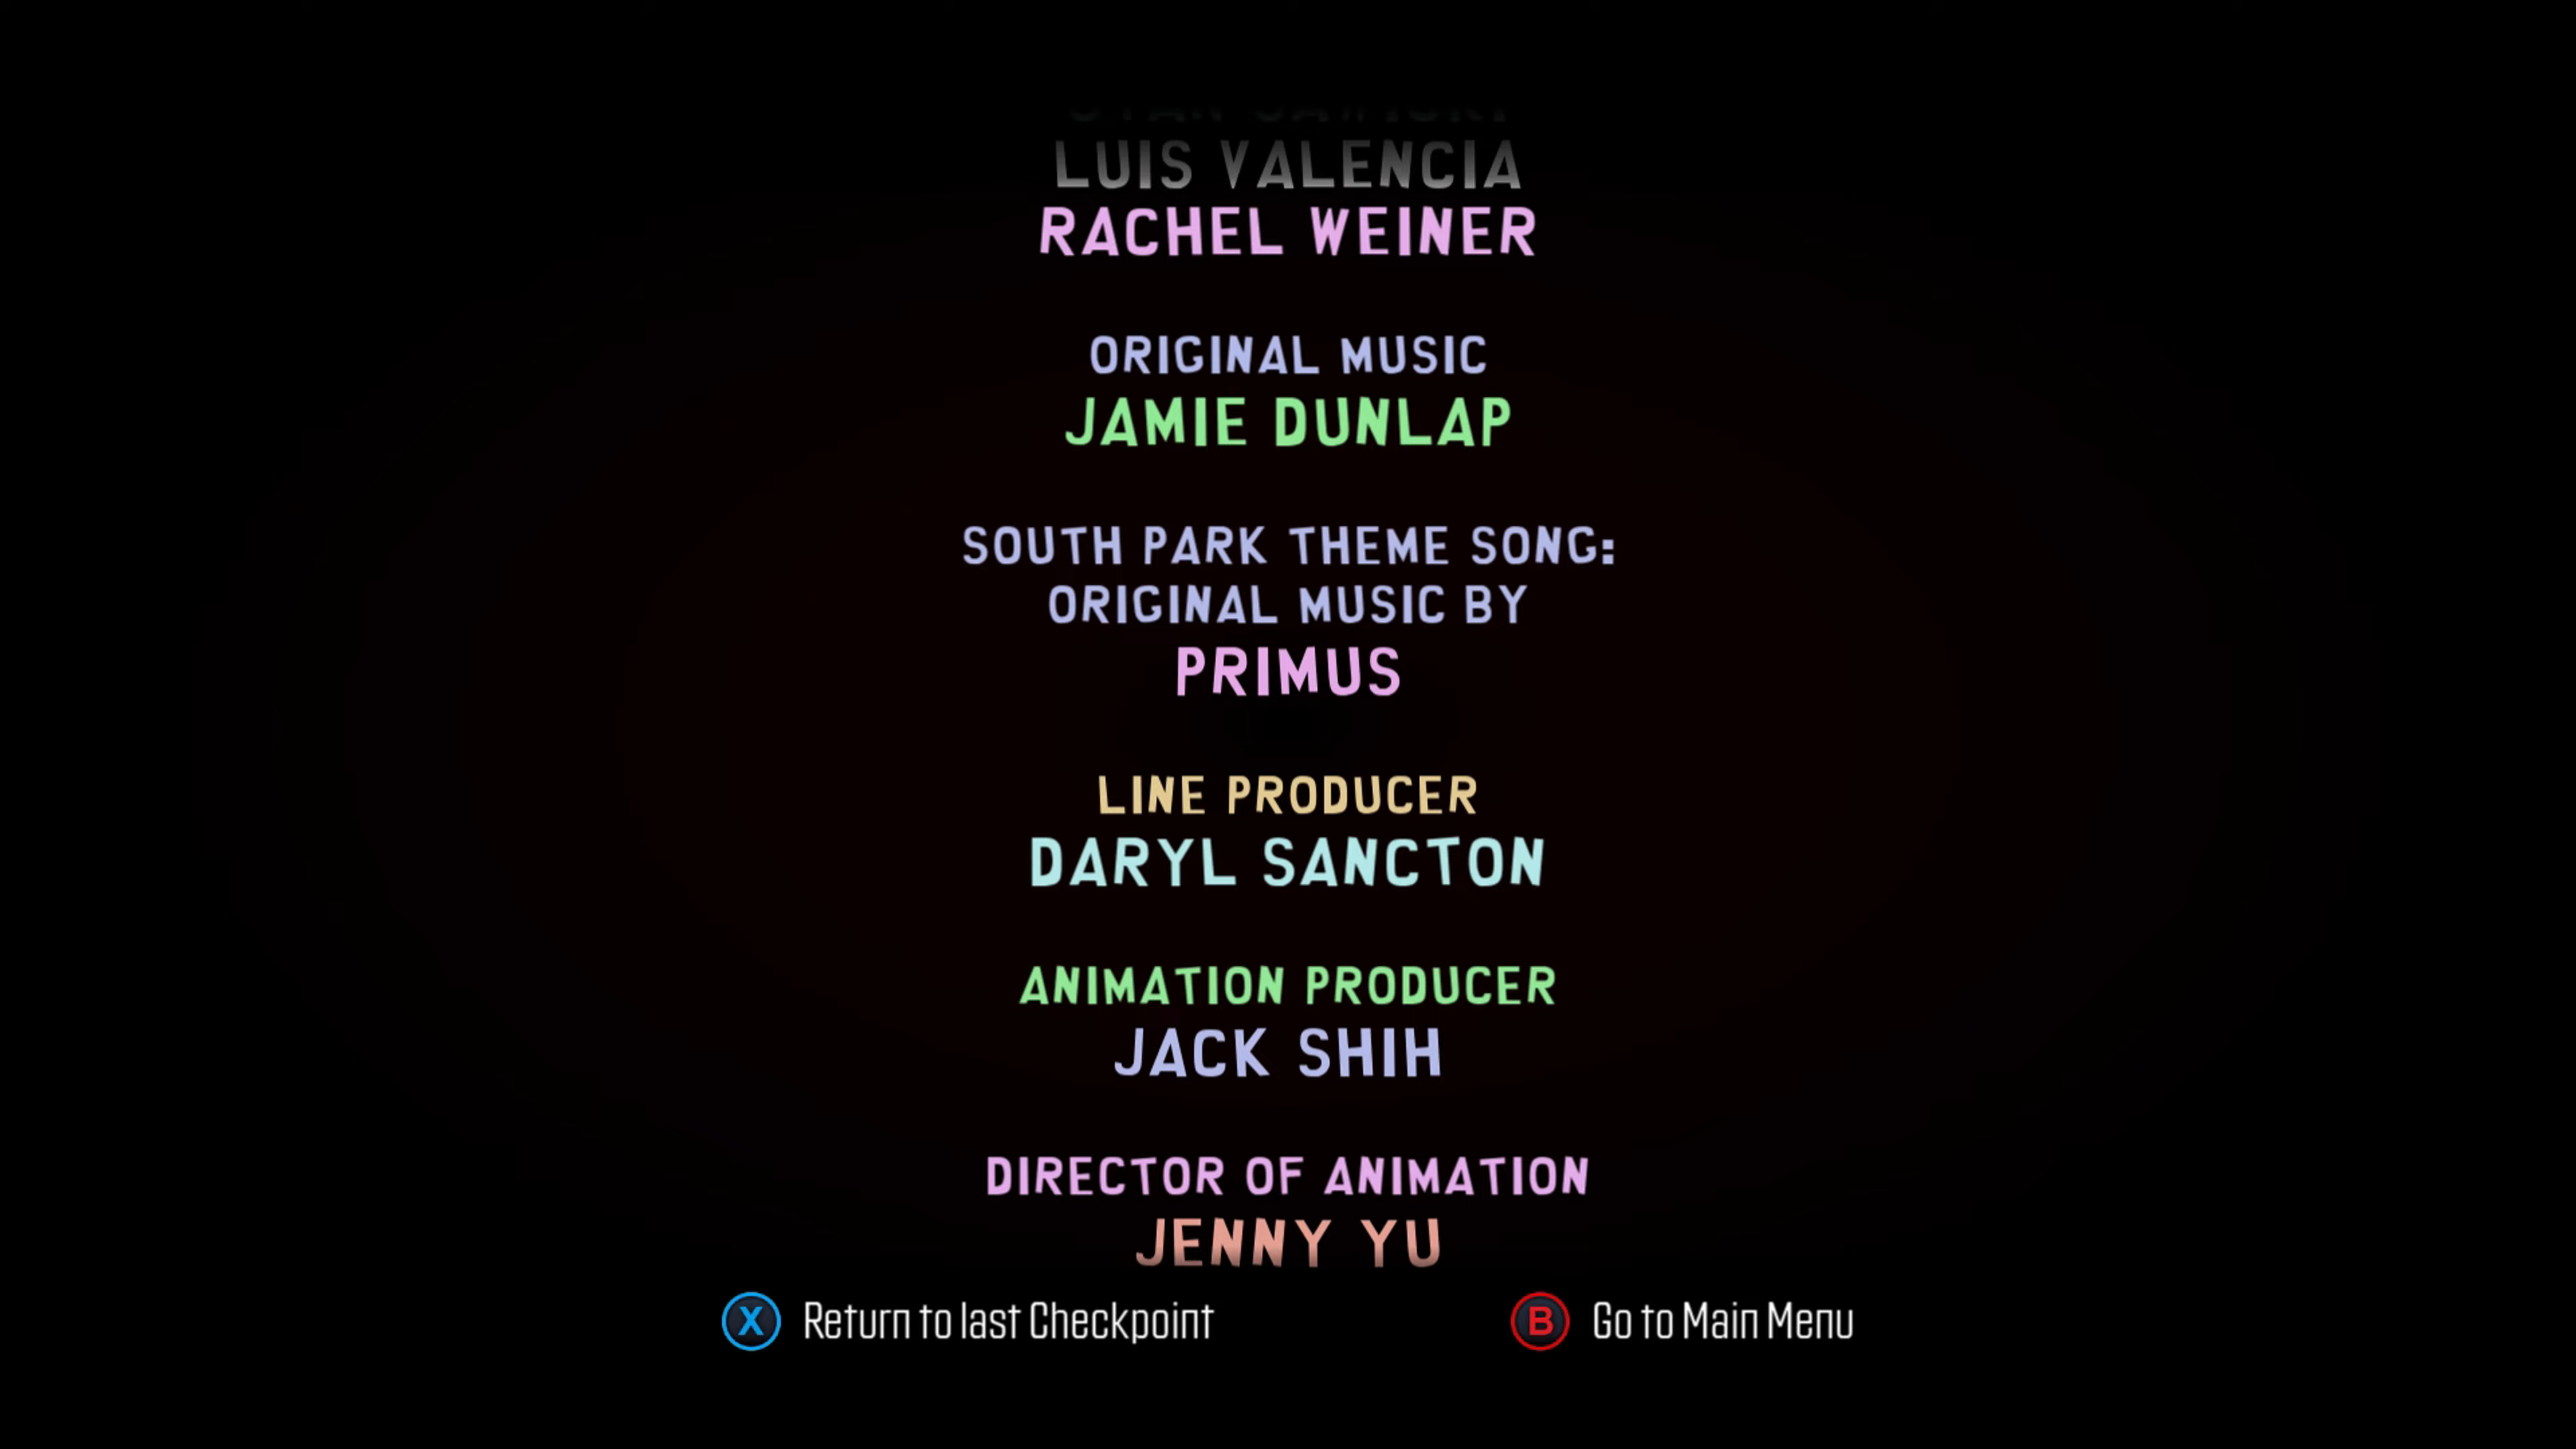 LUIS VALENCIA
RACHEL WEINER
ORIGINAL MUSIC
JAMIE DUNLAP
SOUTH PARK THEME SONG:
ORIGINAL MUSIC BY
PRIMUS
LINE PRODUCER
DARYL SANCTON
ANIMATION PRODUCER
JACK SHIH
DIRECTOR OF ANIMATION
JENNY YU
X Return to last Checkpoint
B Go to Main Menu